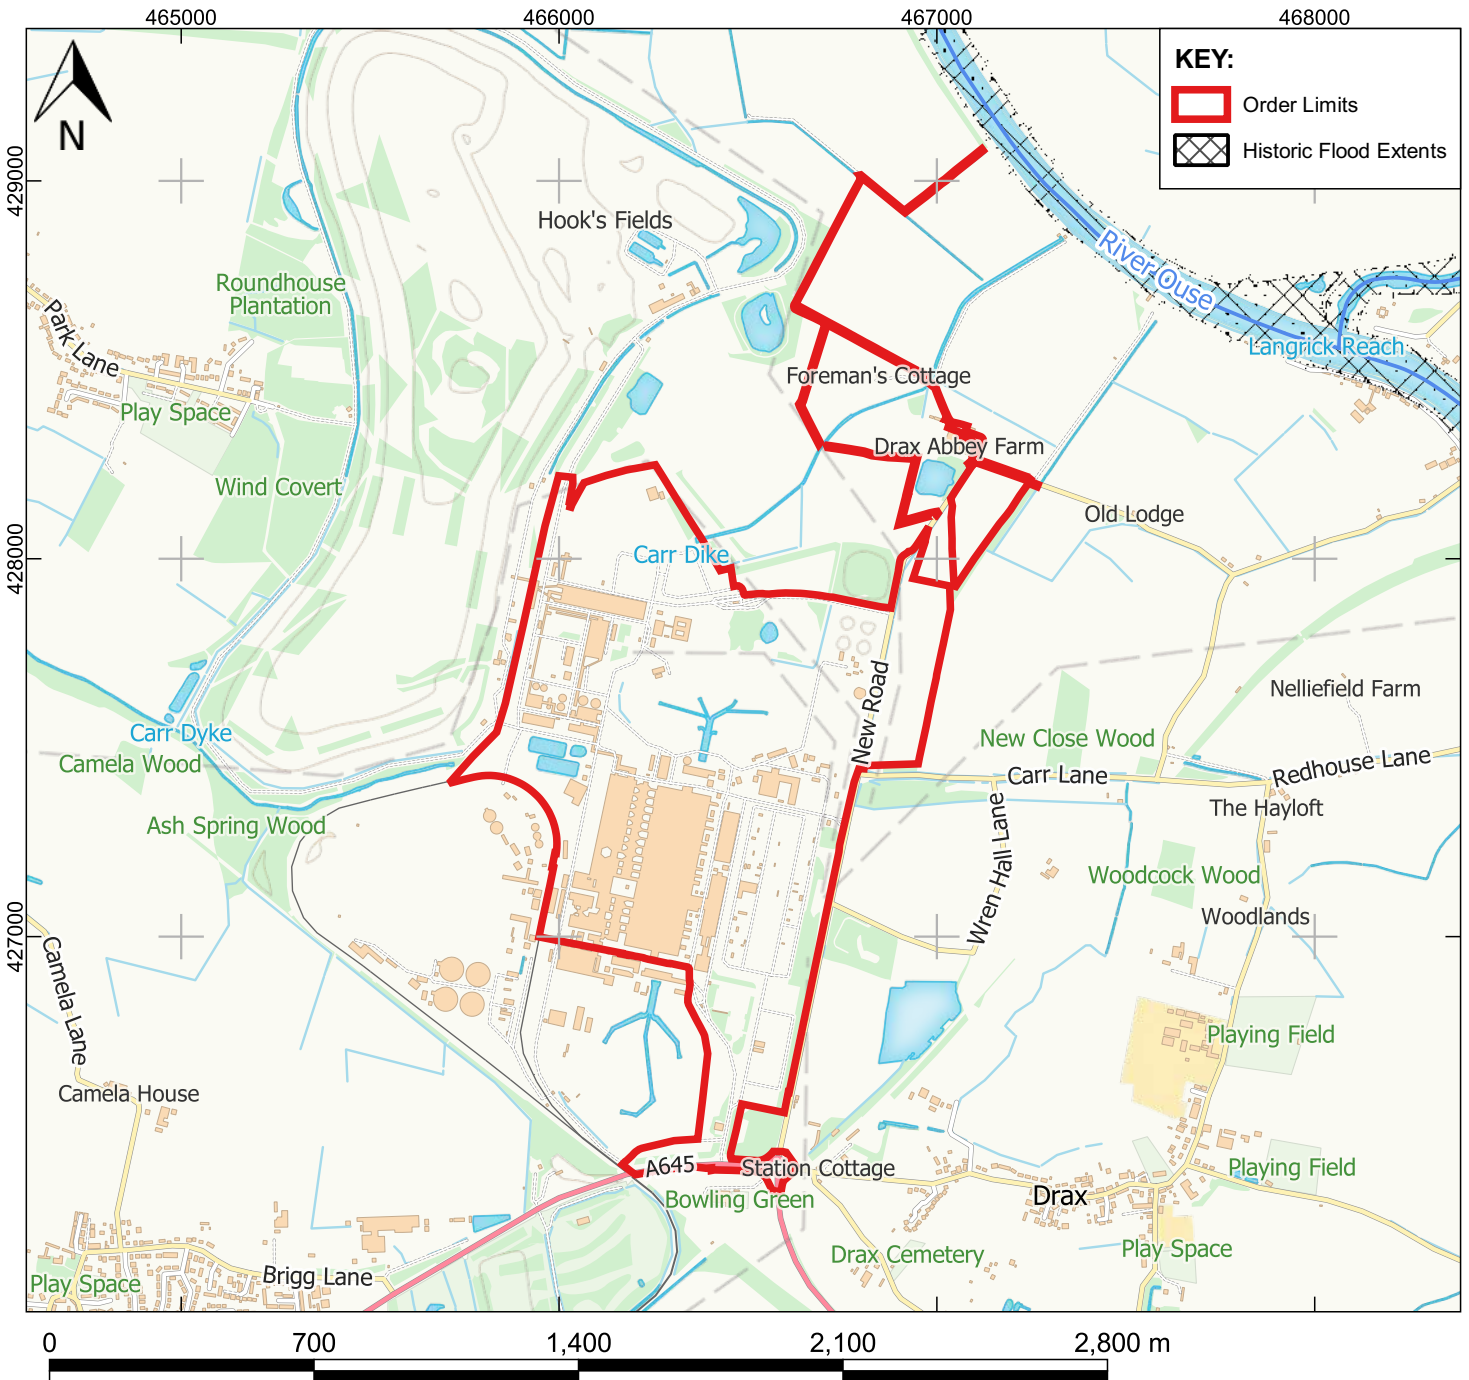 465000
466000
467000
468000
KEY:
Order Limits
Historic Flood Extents
N
429000
428000
427000
Hook's Fields
Roundhouse
Plantation
Park Lane
Play Space
Wind Covert
River Ouse
Langrick Reach
Foreman's Cottage
Drax Abbey Farm
Old Lodge
Carr Dike
New Road
Nelliefield Farm
Carr Dyke
Camela Wood
New Close Wood
Carr Lane
Redhouse Lane
The Hayloft
Ash Spring Wood
Wren Hall Lane
Woodcock Wood
Woodlands
Camela Lane
Playing Field
Camela House
A645
Station Cottage
Bowling Green
Playing Field
Drax
Drax Cemetery
Play Space
Brigg Lane
Play Space
0
700
1,400
2,100
2,800 m